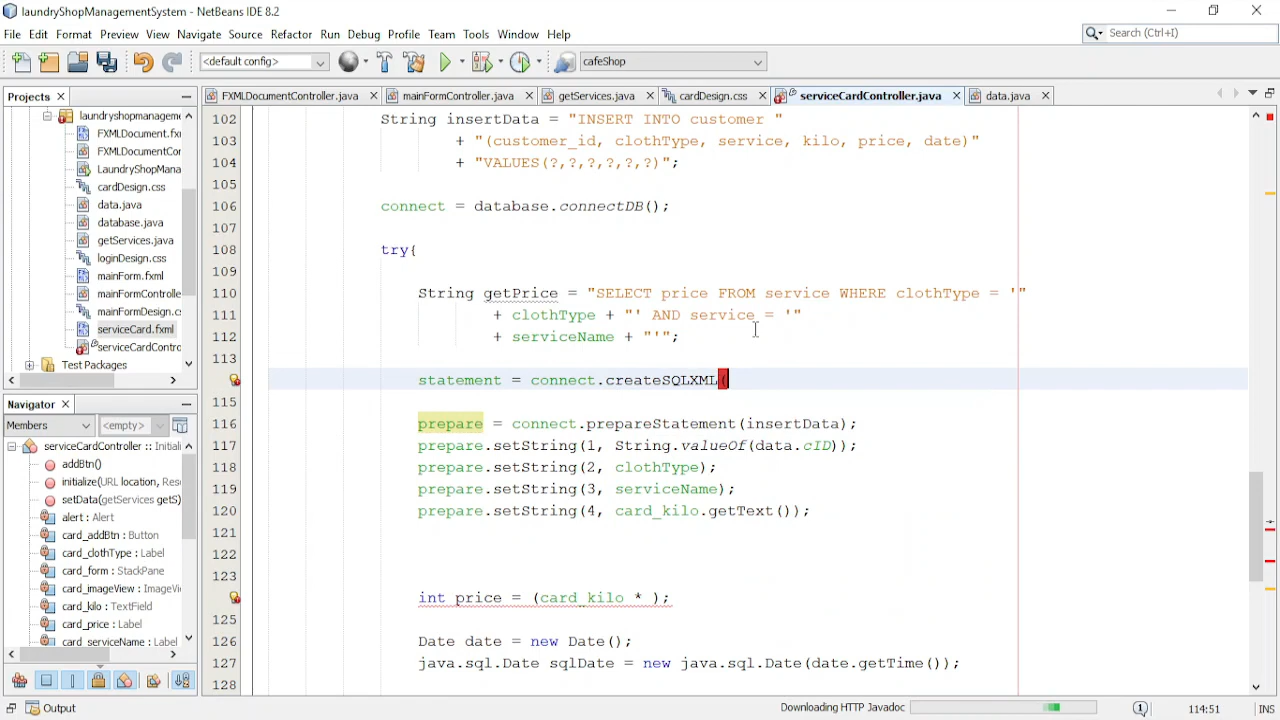 laundryShopManagementSystem - NetBeans IDE 8.2
File Edit Format Preview View Navigate Source Refactor Run Debug Profile Team Tools Window Help
Search (Ctrl+I)
<default config>
cafeShop
Projects
FXMLDocumentController.java
mainFormController.java
getServices.java
cardDesign.css
serviceCardController.java
data.java
laundryshopmanageme
FXMLDocument.fx
FXMLDocumentCor
LaundryShopMana
cardDesign.css
data.java
database.java
getServices.java
loginDesign.css
mainForm.fxml
mainFormControlle
mainFormDesign.c
serviceCard.fxml
serviceCardContro
Test Packages
Navigator
Members
<empty>
serviceCardController :: Initiali
addBtn()
initialize(URL location, Res
setData(getServices getS
alert : Alert
card_addBtn : Button
card_clothType : Label
card_form : StackPane
card_imageView : ImageVi
card_kilo : TextField
card_price : Label
card_serviceName : Label
102 String insertData = "INSERT INTO customer "
103 + "(customer_id, clothType, service, kilo, price, date)"
104 + "VALUES(?,?,?,?,?,?)";
105
106 connect = database.connectDB();
107
108 try{
109
110 String getPrice = "SELECT price FROM service WHERE clothType = '"
111 + clothType + "' AND service = '"
112 + serviceName + "'";
113
statement = connect.createSQLXML(
115
116 prepare = connect.prepareStatement(insertData);
117 prepare.setString(1, String.valueOf(data.cID));
118 prepare.setString(2, clothType);
119 prepare.setString(3, serviceName);
120 prepare.setString(4, card_kilo.getText());
121
122
123
int price = (card_kilo * );
125
126 Date date = new Date();
127 java.sql.Date sqlDate = new java.sql.Date(date.getTime());
128
Output
Downloading HTTP Javadoc
1
114:51
INS